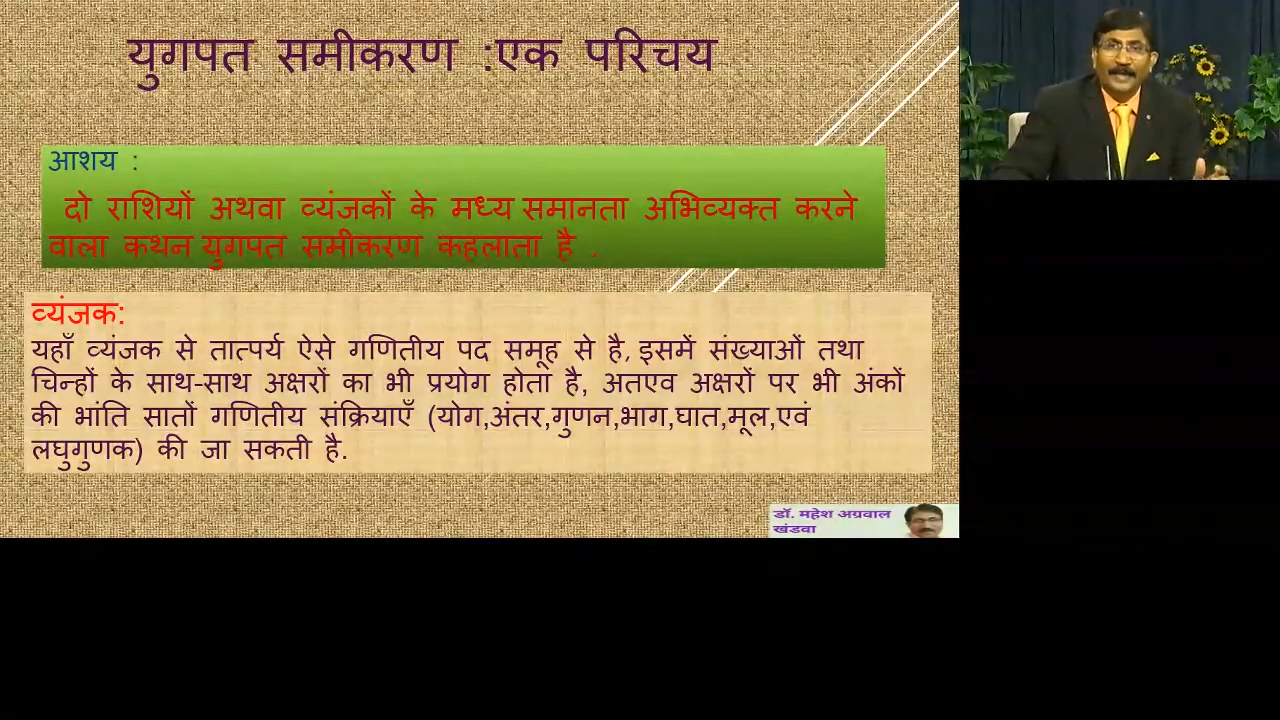 युगपत समीकरण :एक परिचय
आशय :
दो राशियों अथवा व्यंजकों के मध्य समानता अभिव्यक्त करने
वाला कथन युगपत समीकरण कहलाता है .
व्यंजक:
यहाँ व्यंजक से तात्पर्य ऐसे गणितीय पद समूह से है, इसमें संख्याओं तथा
चिन्हों के साथ-साथ अक्षरों का भी प्रयोग होता है, अतएव अक्षरों पर भी अंकों
की भांति सातों गणितीय संक्रियाएँ (योग,अंतर,गुणन,भाग,घात,मूल,एवं
लघुगुणक) की जा सकती है.
डॉ. महेश अग्रवाल
खंडवा